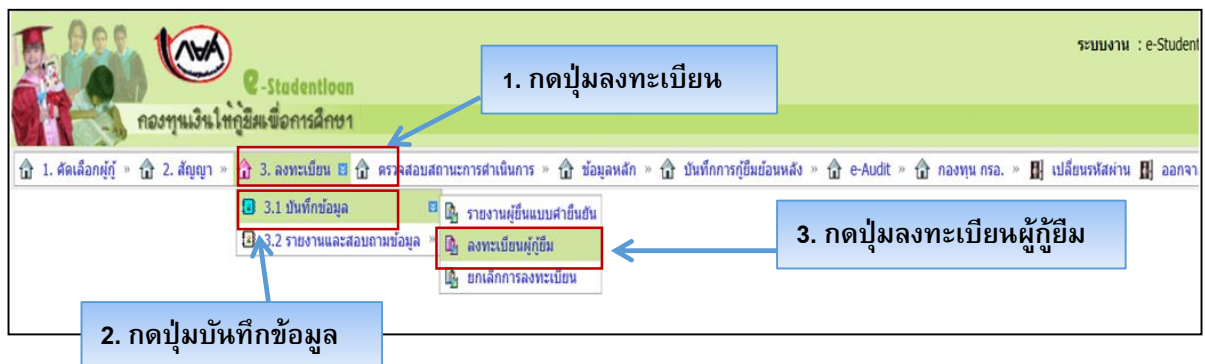 ระบบงาน : e-Student
กยศ
e-Studentloan
กองทุนเงินให้กู้ยืมเพื่อการศึกษา
1. กดปุ่มลงทะเบียน
1. คัดเลือกผู้กู้ » 2. สัญญา » 3. ลงทะเบียน ตรวจสอบสถานะการดำเนินการ » ข้อมูลหลัก » บันทึกการกู้ยืมย้อนหลัง » e-Audit » กองทุน กรอ. » เปลี่ยนรหัสผ่าน ออกจา
3.1 บันทึกข้อมูล
รายงานผู้ยื่นแบบคำยืนยัน
3.2 รายงานและสอบถามข้อมูล »
ลงทะเบียนผู้กู้ยืม
ยกเลิกการลงทะเบียน
3. กดปุ่มลงทะเบียนผู้กู้ยืม
2. กดปุ่มบันทึกข้อมูล